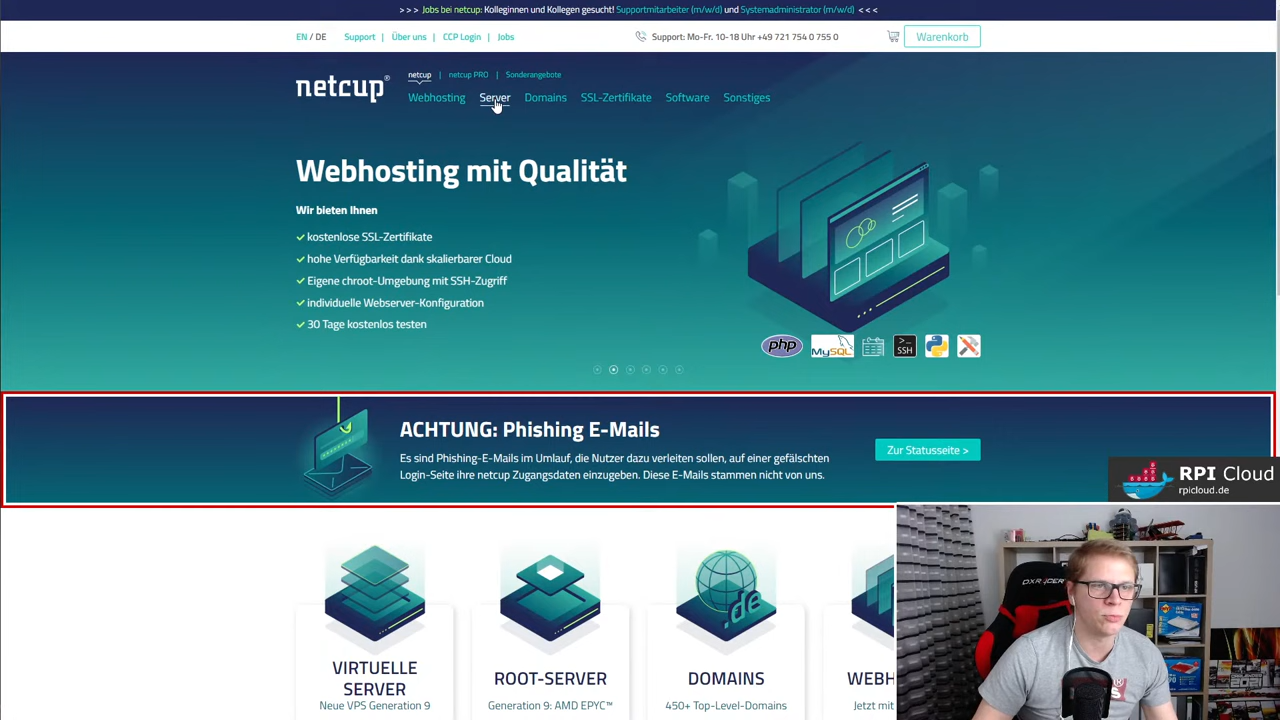 > > > Jobs bei netcup: Kolleginnen und Kollegen gesucht! Supportmitarbeiter (m/w/d) und Systemadministrator (m/w/d) < < <
EN / DE Support | Über uns | CCP Login | Jobs Support: Mo-Fr. 10-18 Uhr +49 721 754 0 755 0 Warenkorb
netcup®
netcup | netcup PRO | Sonderangebote
Webhosting Server Domains SSL-Zertifikate Software Sonstiges
Webhosting mit Qualität
Wir bieten Ihnen
kostenlose SSL-Zertifikate
hohe Verfügbarkeit dank skalierbarer Cloud
Eigene chroot-Umgebung mit SSH-Zugriff
individuelle Webserver-Konfiguration
30 Tage kostenlos testen
php MySQL >_ SSH
ACHTUNG: Phishing E-Mails
Es sind Phishing-E-Mails im Umlauf, die Nutzer dazu verleiten sollen, auf einer gefälschten
Login-Seite ihre netcup Zugangsdaten einzugeben. Diese E-Mails stammen nicht von uns.
Zur Statusseite >
RPI Cloud
rpicloud.de
.de
VIRTUELLE
SERVER
Neue VPS Generation 9
ROOT-SERVER
Generation 9: AMD EPYC™
DOMAINS
450+ Top-Level-Domains
WEBH
Jetzt mit
DXRACER